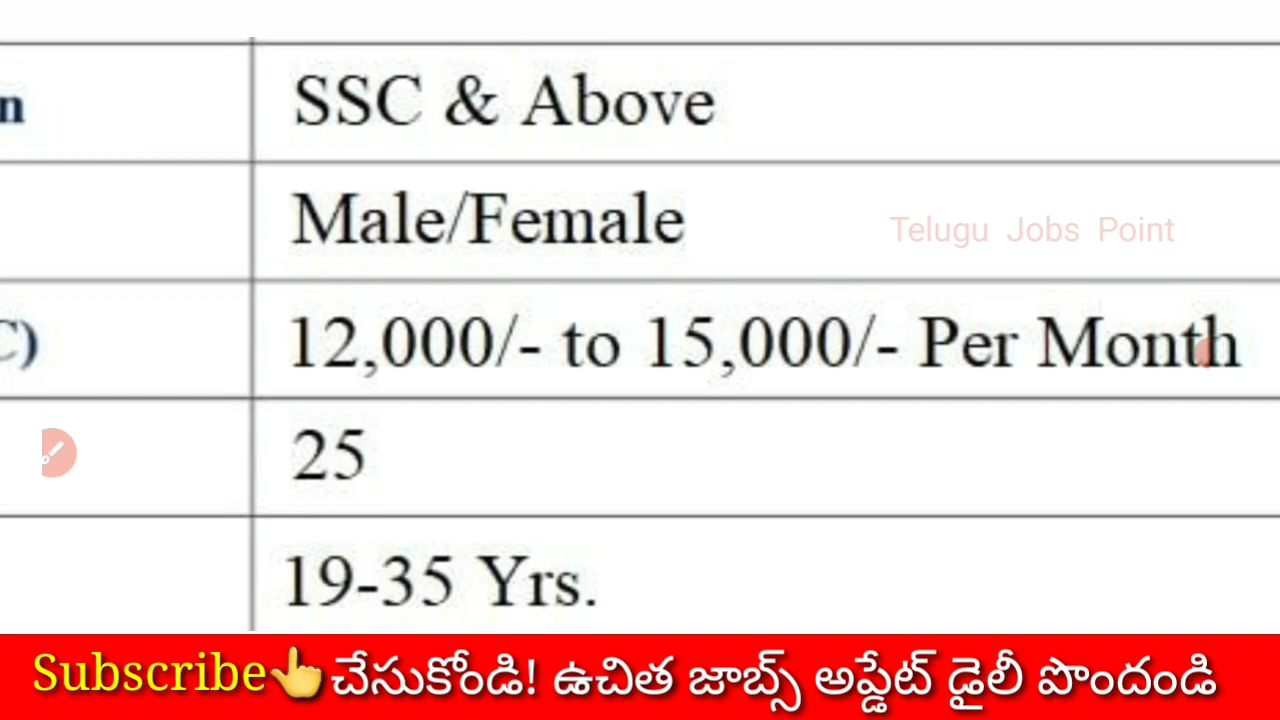 n SSC & Above
Male/Female
Telugu Jobs Point
C) 12,000/- to 15,000/- Per Month
25
19-35 Yrs.
Subscribe👆చేసుకోండి! ఉచిత జాబ్స్ అప్డేట్ డైలీ పొందండి